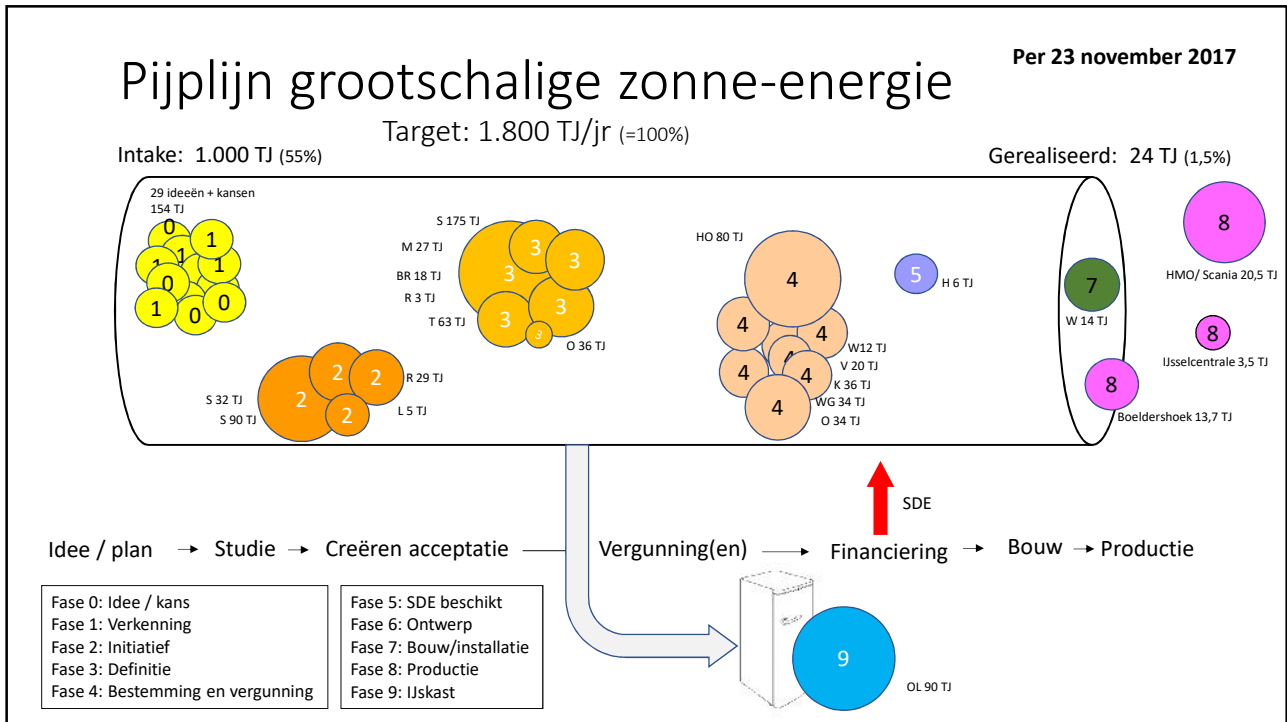 Per 23 november 2017
Pijplijn grootschalige zonne-energie
Target: 1.800 TJ/jr (=100%)
Intake: 1.000 TJ (55%)
Gerealiseerd: 24 TJ (1,5%)
29 ideeën + kansen
154 TJ
0
1
1
1
1
0
1
0
0
S 175 TJ
M 27 TJ
BR 18 TJ
R 3 TJ
T 63 TJ
O 36 TJ
3
3
3
3
3
3
S 32 TJ
S 90 TJ
R 29 TJ
L 5 TJ
2
2
2
2
HO 80 TJ
4
4
4
4
4
4
4
W12 TJ
V 20 TJ
K 36 TJ
WG 34 TJ
O 34 TJ
5
H 6 TJ
7
W 14 TJ
8
HMO/ Scania 20,5 TJ
8
IJsselcentrale 3,5 TJ
8
Boeldershoek 13,7 TJ
SDE
Idee / plan
Studie
Creëren acceptatie
Vergunning(en)
Financiering
Bouw
Productie
Fase 0: Idee / kans
Fase 1: Verkenning
Fase 2: Initiatief
Fase 3: Definitie
Fase 4: Bestemming en vergunning
Fase 5: SDE beschikt
Fase 6: Ontwerp
Fase 7: Bouw/installatie
Fase 8: Productie
Fase 9: IJskast
9
OL 90 TJ